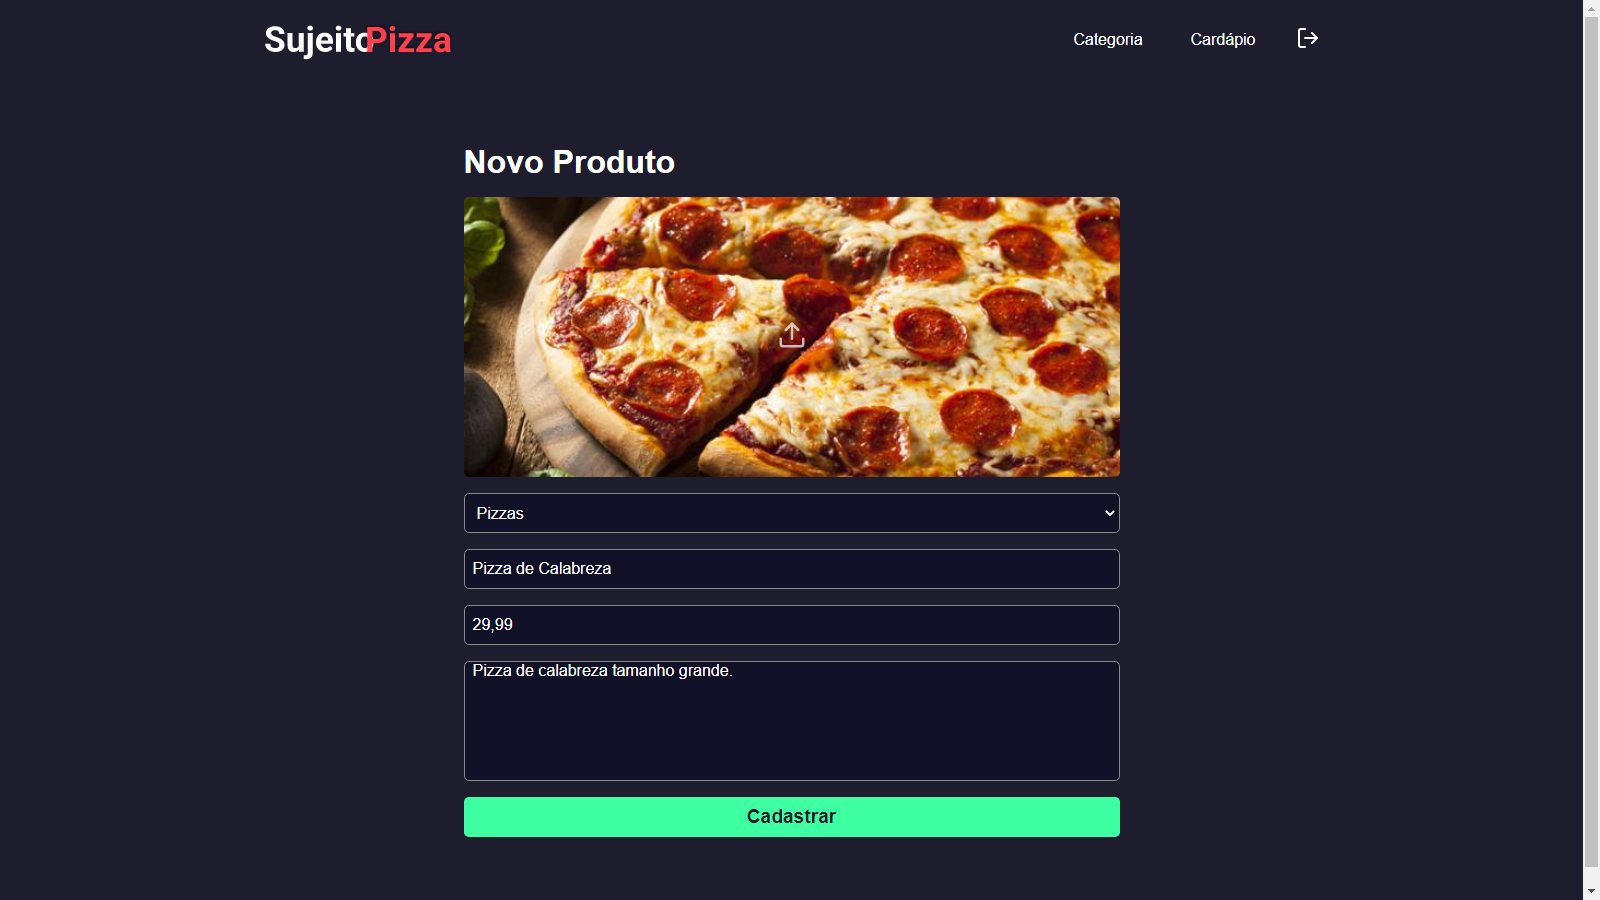 SujeitoPizza
Categoria
Cardápio
Novo Produto
Pizzas
Pizza de Calabreza
29,99
Pizza de calabreza tamanho grande.
Cadastrar